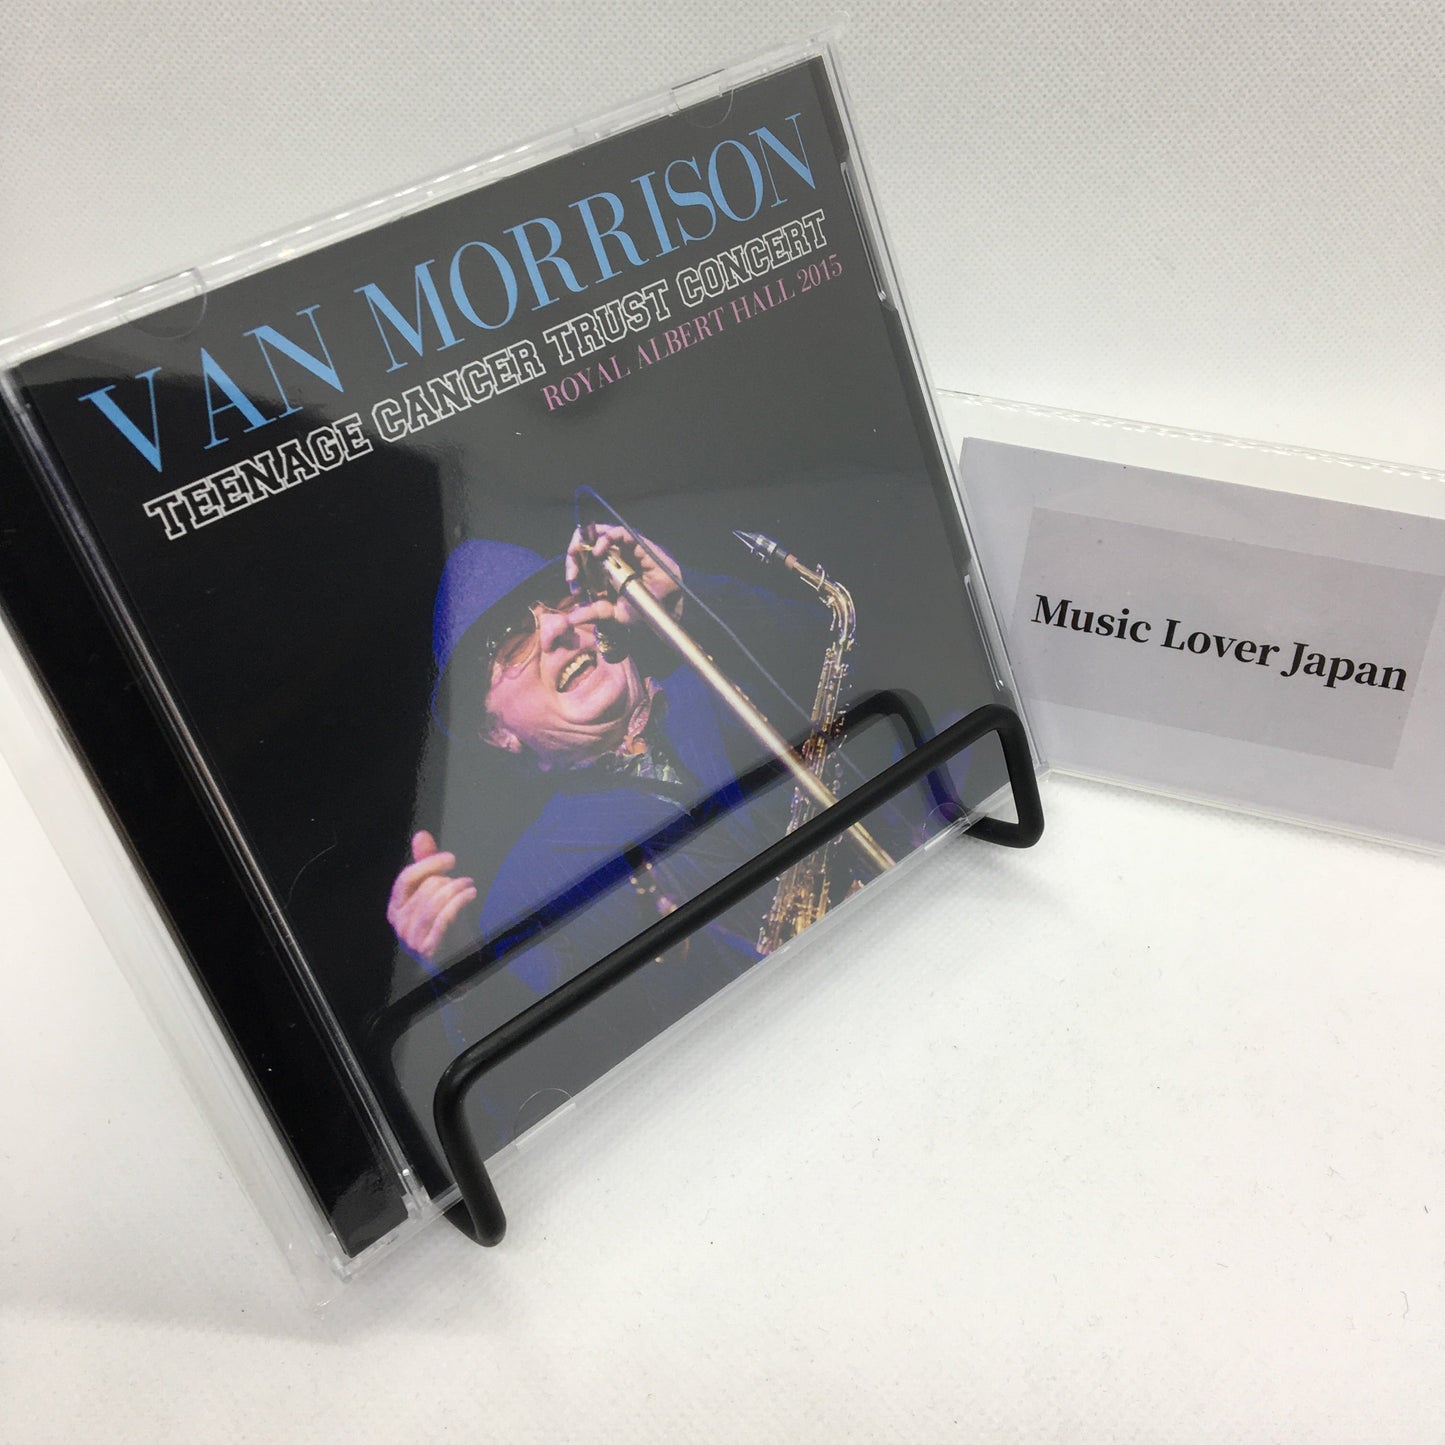 VAN MORRISON
TEENAGE CANCER TRUST CONCERT
ROYAL ALBERT HALL 2015
Music Lover Japan